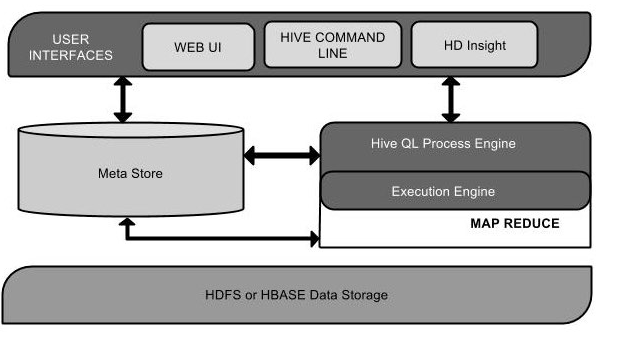 USER
INTERFACES
WEB UI
HIVE COMMAND
LINE
HD Insight
Meta Store
Hive QL Process Engine
Execution Engine
MAP REDUCE
HDFS or HBASE Data Storage